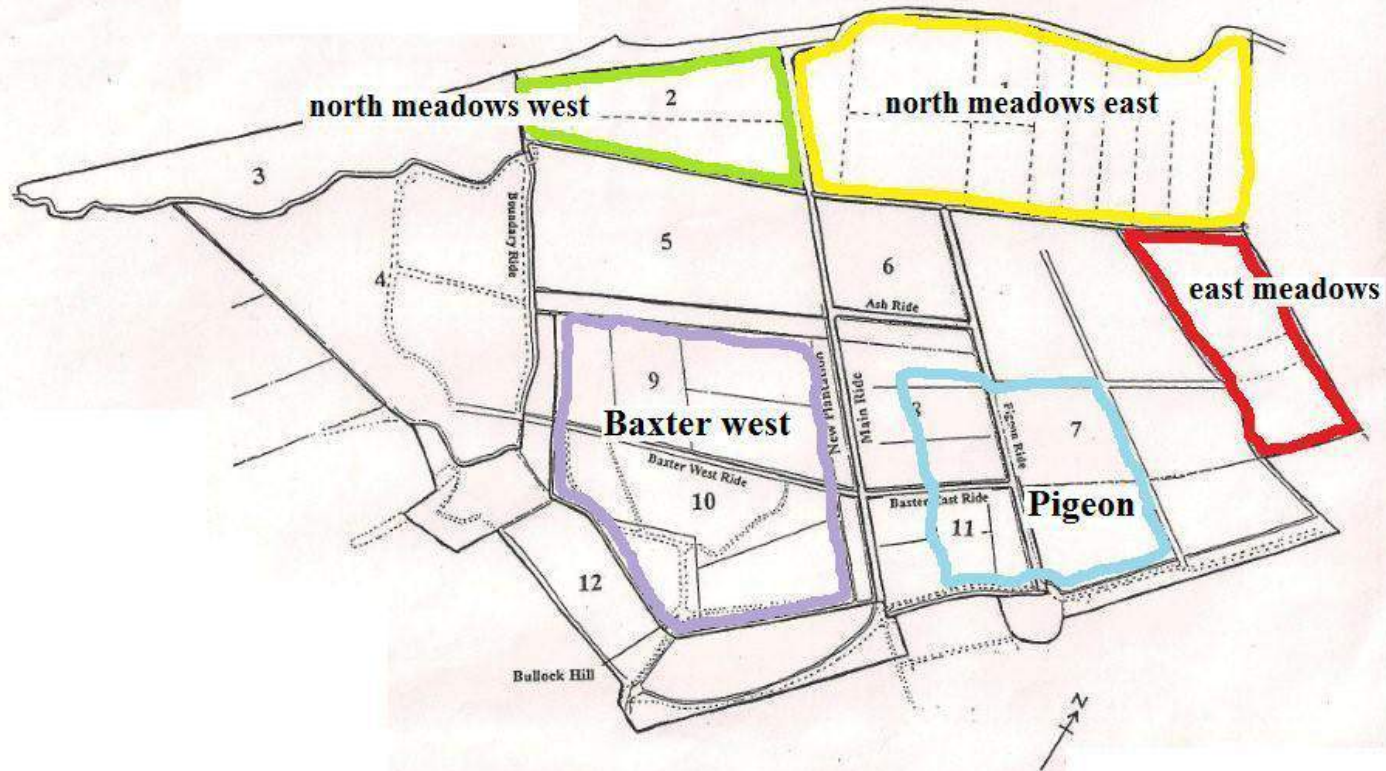 north meadows west
2
north meadows east
3
Boundary Ride
4
5
6
Ash Ride
east meadows
9
Baxter west
New Plantation
Main Ride
Pigeon Ride
7
Baxter West Ride
10
Baxter East Ride
Pigeon
11
12
Bullock Hill
N